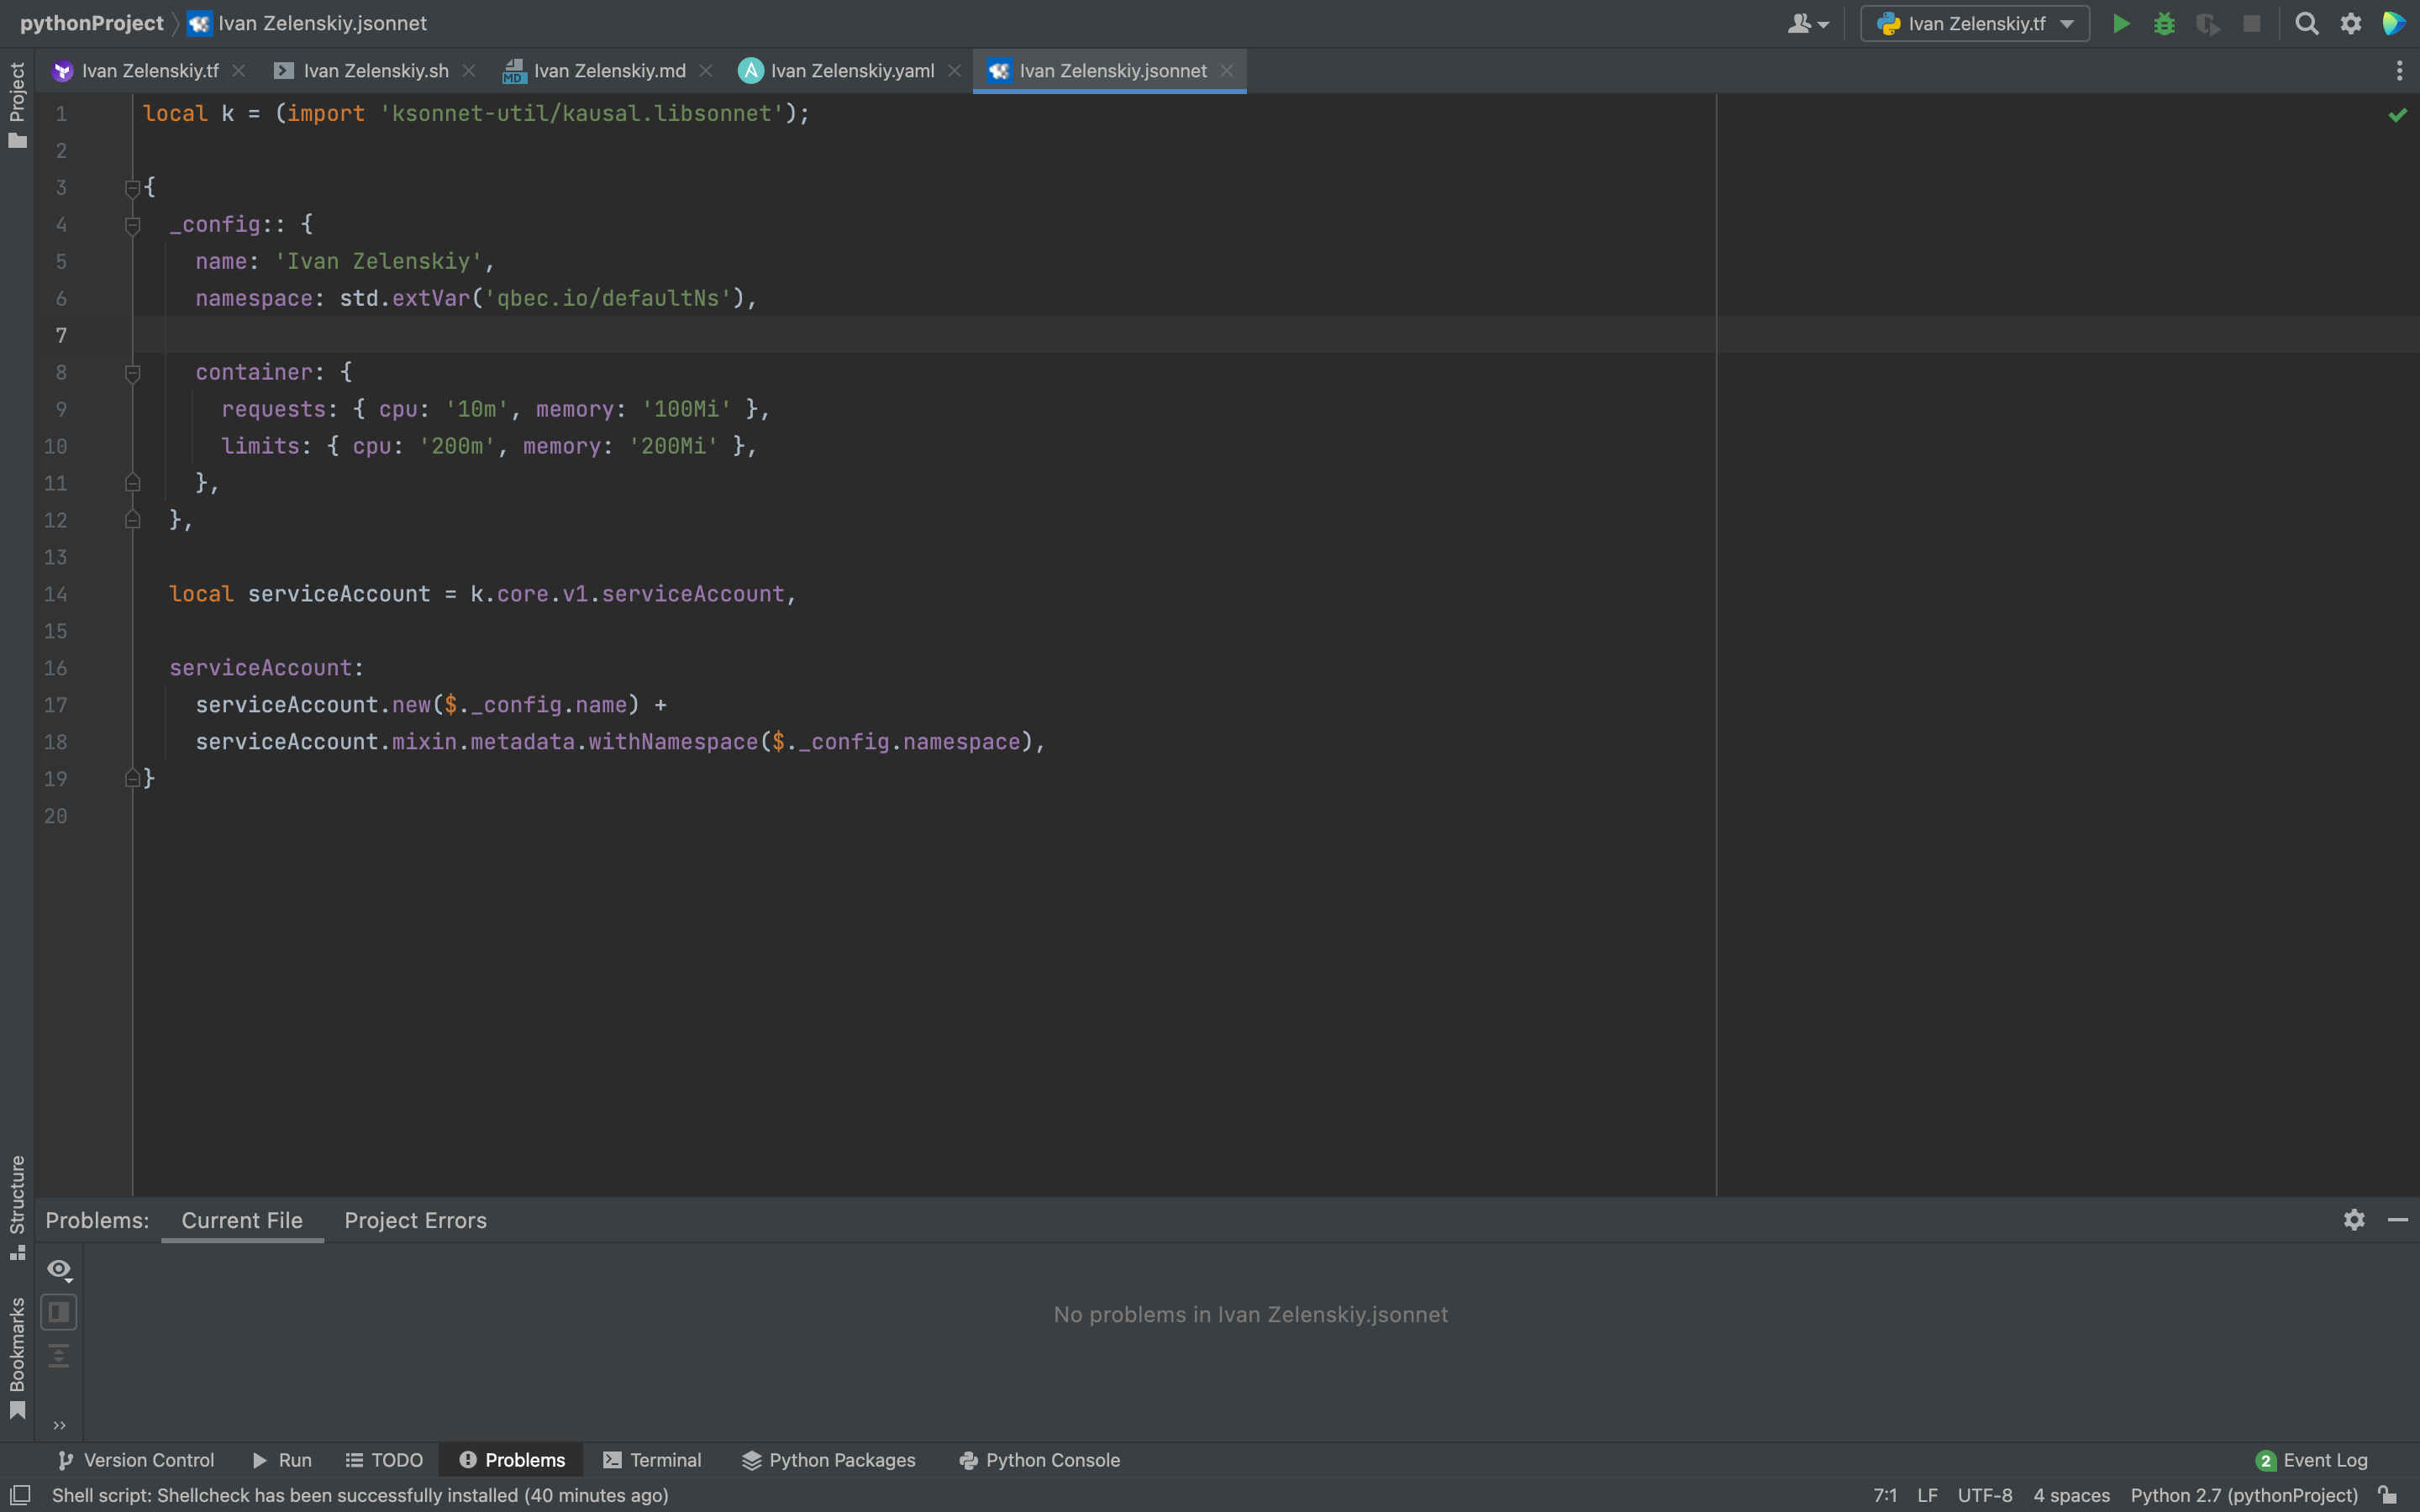 pythonProject Ivan Zelenskiy.jsonnet Ivan Zelenskiy.tf
Ivan Zelenskiy.tf Ivan Zelenskiy.sh Ivan Zelenskiy.md Ivan Zelenskiy.yaml Ivan Zelenskiy.jsonnet
Project
1 local k = (import 'ksonnet-util/kausal.libsonnet');
2
3 {
4 _config:: {
5 name: 'Ivan Zelenskiy',
6 namespace: std.extVar('qbec.io/defaultNs'),
7
8 container: {
9 requests: { cpu: '10m', memory: '100Mi' },
10 limits: { cpu: '200m', memory: '200Mi' },
11 },
12 },
13
14 local serviceAccount = k.core.v1.serviceAccount,
15
16 serviceAccount:
17 serviceAccount.new($._config.name) +
18 serviceAccount.mixin.metadata.withNamespace($._config.namespace),
19 }
20
Structure
Bookmarks
Problems: Current File Project Errors
No problems in Ivan Zelenskiy.jsonnet
Version Control Run TODO Problems Terminal Python Packages Python Console 2 Event Log
Shell script: Shellcheck has been successfully installed (40 minutes ago) 7:1 LF UTF-8 4 spaces Python 2.7 (pythonProject)